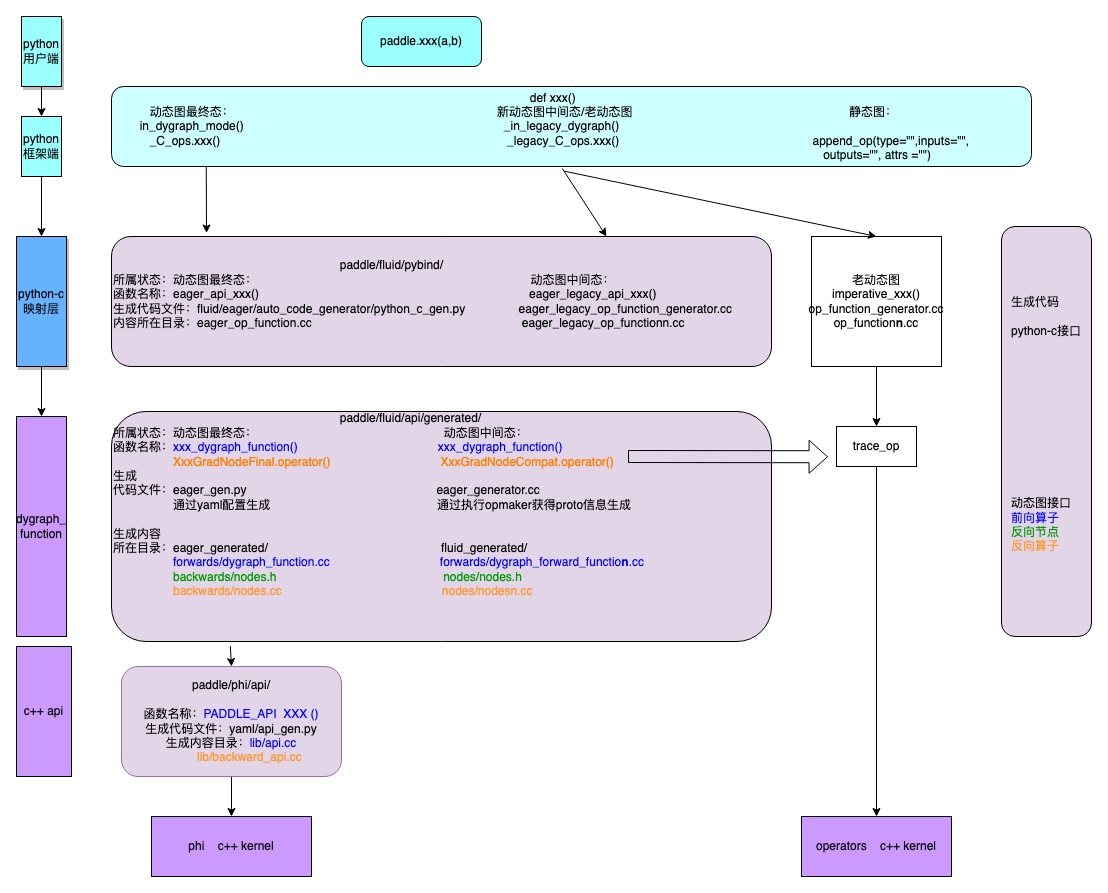 python
用户端
paddle.xxx(a,b)
python
框架端
def xxx()
动态图最终态：
in_dygraph_mode()
_C_ops.xxx()
新动态图中间态/老动态图
_in_legacy_dygraph()
_legacy_C_ops.xxx()
静态图：
append_op(type="",inputs="",
outputs="", attrs ="")
python-c
映射层
paddle/fluid/pybind/
所属状态：动态图最终态：
函数名称：eager_api_xxx()
生成代码文件：fluid/eager/auto_code_generator/python_c_gen.py
内容所在目录：eager_op_function.cc
动态图中间态：
eager_legacy_api_xxx()
eager_legacy_op_function_generator.cc
eager_legacy_op_functionn.cc
老动态图
imperative_xxx()
op_function_generator.cc
op_functionn.cc
生成代码
python-c接口
动态图接口
前向算子
反向节点
反向算子
dygraph_
function
paddle/fluid/api/generated/
所属状态：动态图最终态：
函数名称：xxx_dygraph_function()
XxxGradNodeFinal.operator()
生成
代码文件：eager_gen.py
通过yaml配置生成
生成内容
所在目录：eager_generated/
forwards/dygraph_function.cc
backwards/nodes.h
backwards/nodes.cc
动态图中间态：
xxx_dygraph_function()
XxxGradNodeCompat.operator()
eager_generator.cc
通过执行opmaker获得proto信息生成
fluid_generated/
forwards/dygraph_forward_function.cc
nodes/nodes.h
nodes/nodesn.cc
trace_op
c++ api
paddle/phi/api/
函数名称：PADDLE_API XXX ()
生成代码文件：yaml/api_gen.py
生成内容目录：lib/api.cc
lib/backward_api.cc
phi c++ kernel
operators c++ kernel